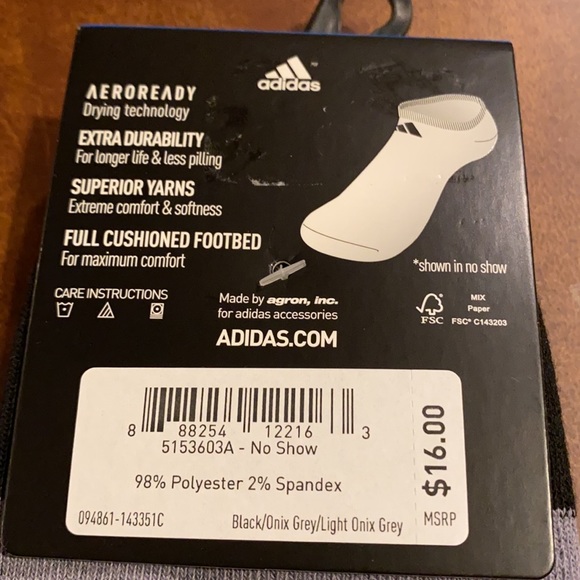 adidas
AEROREADY
Drying technology
EXTRA DURABILITY
For longer life & less pilling
SUPERIOR YARNS
Extreme comfort & softness
FULL CUSHIONED FOOTBED
For maximum comfort
*shown in no show
CARE INSTRUCTIONS
Made by agron, inc.
for adidas accessories
ADIDAS.COM
FSC
MIX
Paper
FSC® C143203
8 88254 12216 3
5153603A - No Show
98% Polyester 2% Spandex
094861-143351C
Black/Onix Grey/Light Onix Grey
$16.00
MSRP